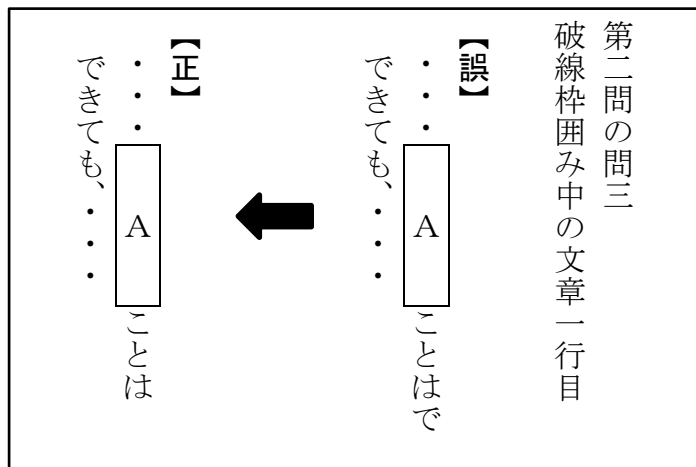 第二問の問三
破線枠囲み中の文章一行目
【誤】
・・・ A ことはで
できても、・・・
【正】
・・・ A ことは
できても、・・・